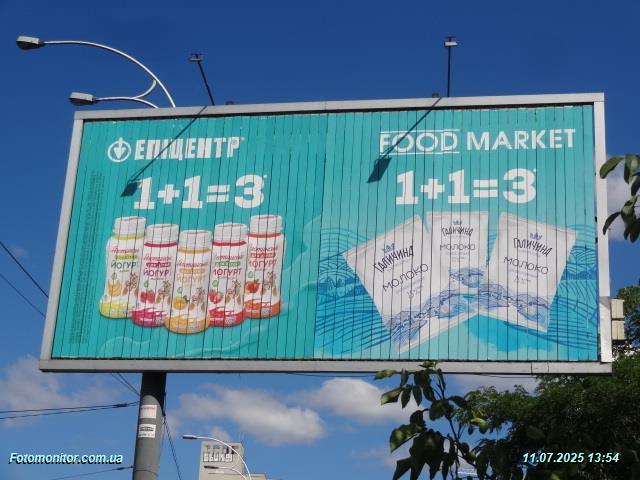 ЕПІЦЕНТР
1+1=3*
ЙОГУРТ
ЙОГУРТ
ЙОГУРТ
ЙОГУРТ
ЙОГУРТ
FOOD MARKET
1+1=3*
ГАЛИЧИНА
МОЛОКО
ГАЛИЧИНА
МОЛОКО
ГАЛИЧИНА
МОЛОКО
Fotomonitor.com.ua
11.07.2025 13:54